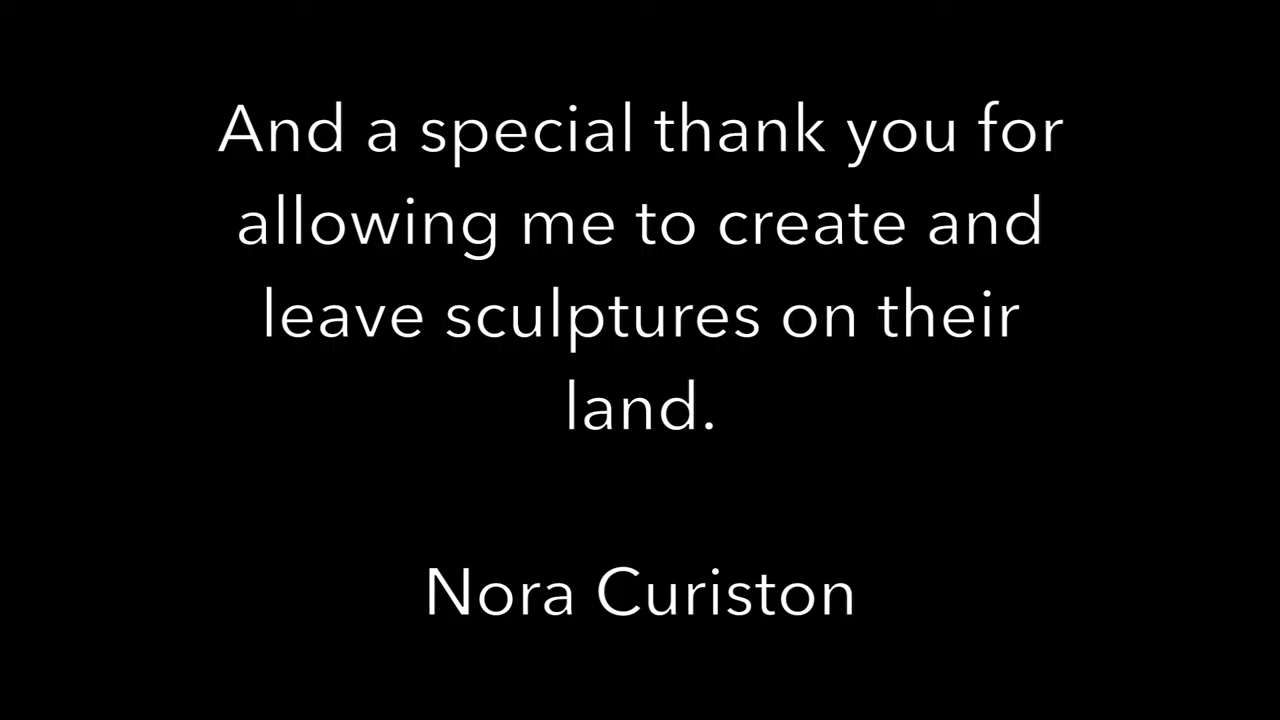 And a special thank you for
allowing me to create and
leave sculptures on their
land.
Nora Curiston